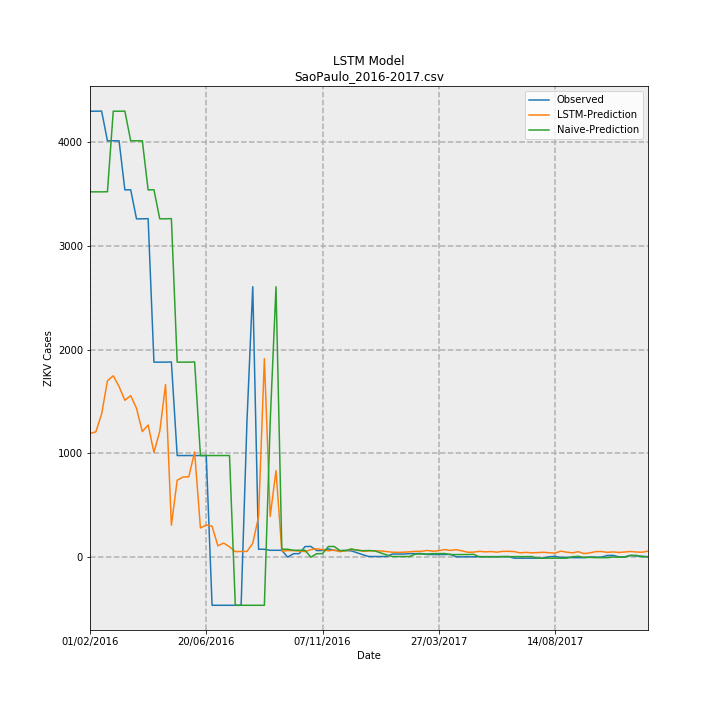 LSTM Model
SaoPaulo_2016-2017.csv
Observed
LSTM-Prediction
Naive-Prediction
ZIKV Cases
4000
3000
2000
1000
0
01/02/2016 20/06/2016 07/11/2016 27/03/2017 14/08/2017
Date